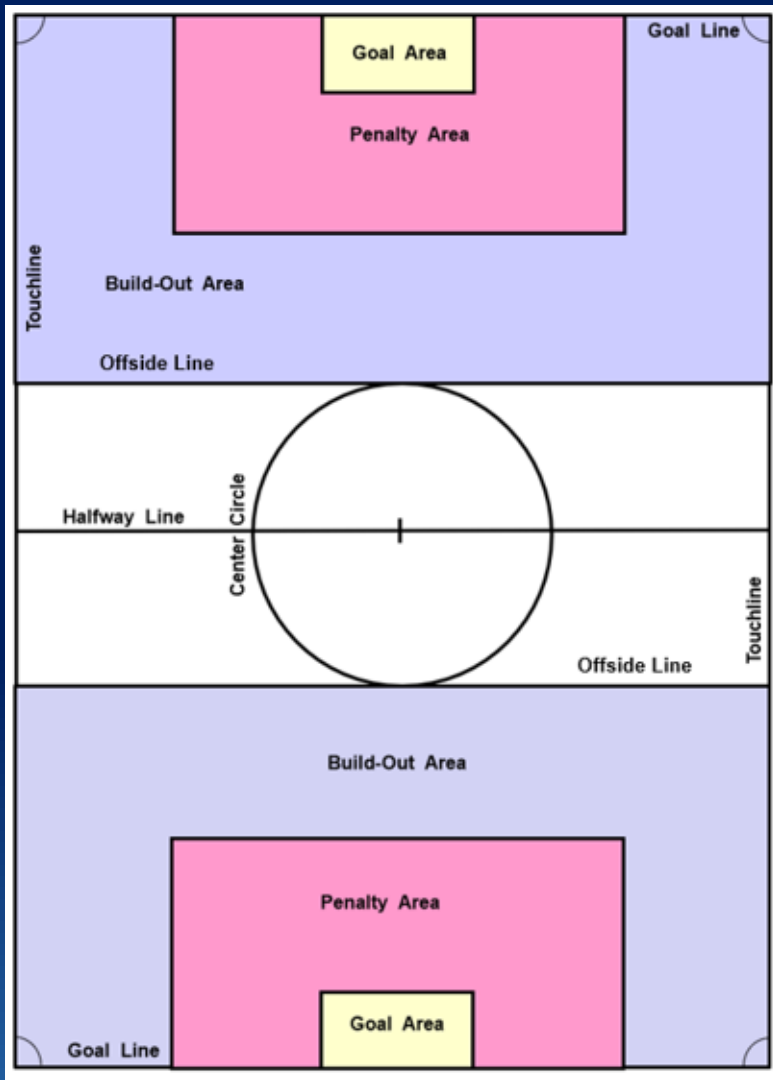 Goal Line
Goal Area
Penalty Area
Touchline
Build-Out Area
Offside Line
Center Circle
Halfway Line
Touchline
Offside Line
Build-Out Area
Penalty Area
Goal Area
Goal Line